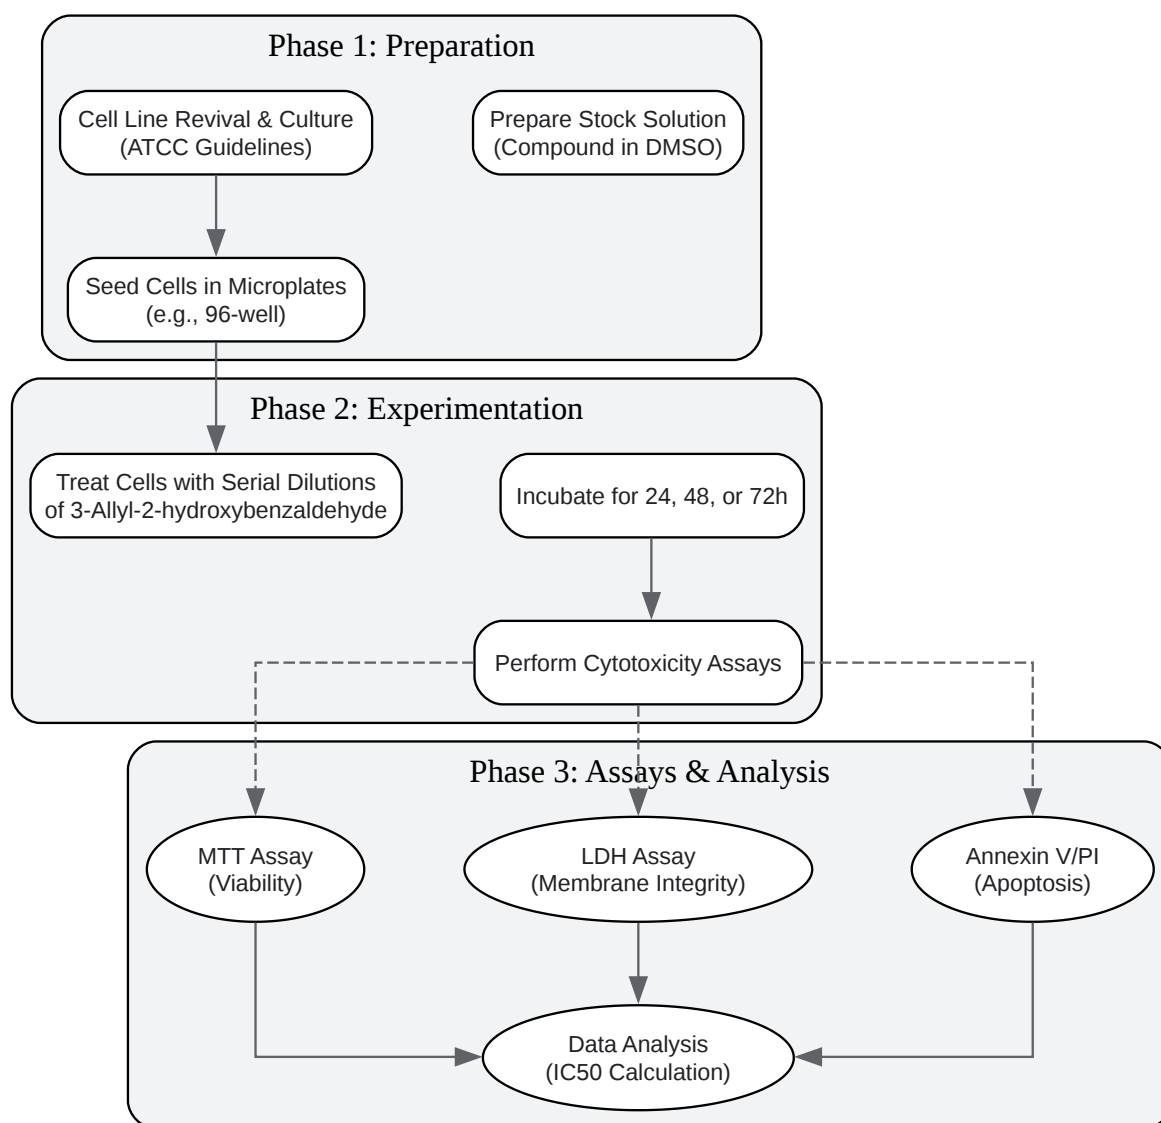 Phase 1: Preparation
Cell Line Revival & Culture
(ATCC Guidelines)
Prepare Stock Solution
(Compound in DMSO)
Seed Cells in Microplates
(e.g., 96-well)
Phase 2: Experimentation
Treat Cells with Serial Dilutions
of 3-Allyl-2-hydroxybenzaldehyde
Incubate for 24, 48, or 72h
Perform Cytotoxicity Assays
Phase 3: Assays & Analysis
MTT Assay
(Viability)
LDH Assay
(Membrane Integrity)
Annexin V/PI
(Apoptosis)
Data Analysis
(IC50 Calculation)